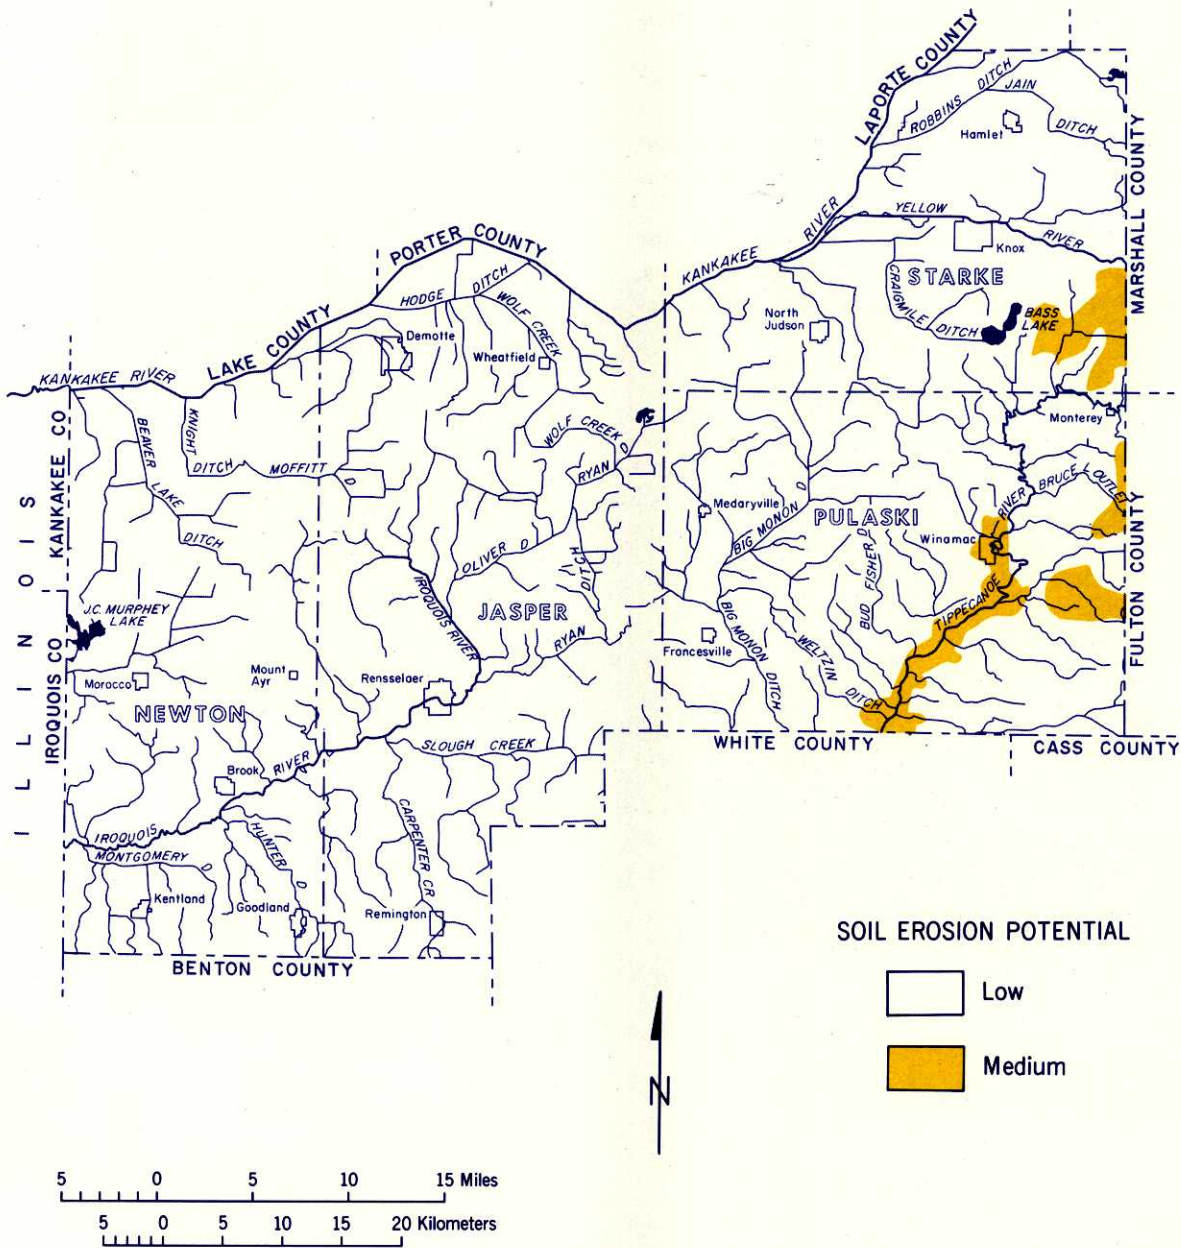 LAPORTE COUNTY
ROBBINS DITCH
JAIN
DITCH
Hamlet
MARSHALL COUNTY
YELLOW
RIVER
Knox
KANKAKEE RIVER
STARKE
CRAIGMILE
DITCH
BASS
LAKE
North
Judson
PORTER COUNTY
HODGE DITCH
WOLF CREEK
Demotte
Wheatfield
LAKE COUNTY
KANKAKEE RIVER
KANKAKEE CO
BEAVER
LAKE
DITCH
KNIGHT
DITCH
MOFFITT
D
WOLF CREEK D
RYAN
Monterey
BRUCE L OUTLET
RIVER
Medaryville
BIG MONON D
PULASKI
Winamac
FULTON COUNTY
ILLINOIS
OLIVER D
DITCH
BUD FISHER D
TIPPECANOE
J.C. MURPHEY
LAKE
IROQUOIS RIVER
JASPER
RYAN
Francesville
BIG MONON DITCH
WELTZIN
DITCH
IROQUOIS CO
Morocco
Mount
Ayr
Rensselaer
NEWTON
SLOUGH CREEK
WHITE COUNTY
CASS COUNTY
Brook
RIVER
IROQUOIS
CARPENTER CR
HUNTER D
MONTGOMERY D
Kentland
Goodland
Remington
BENTON COUNTY
SOIL EROSION POTENTIAL
Low
Medium
N
5 0 5 10 15 Miles
5 0 5 10 15 20 Kilometers